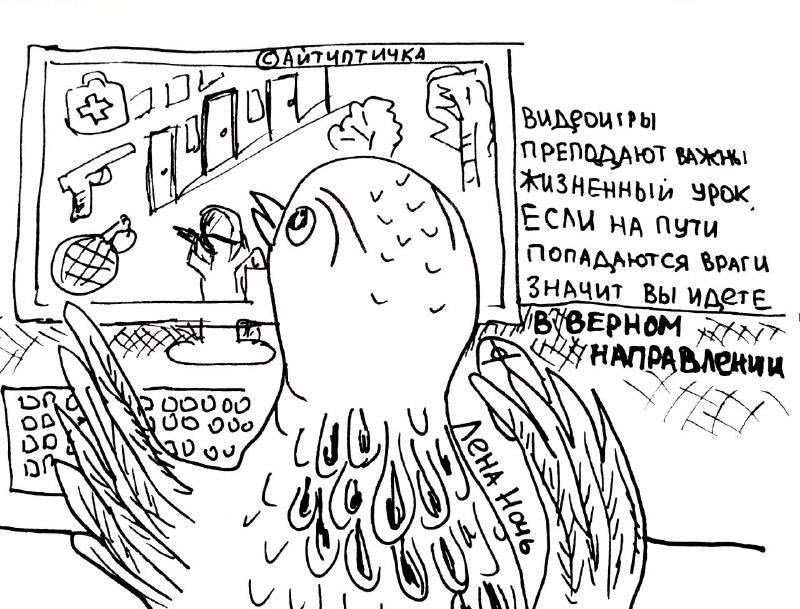 ©АЙТИПТИЧКА
ВИДЕОИГРЫ
ПРЕПОДАЮТ ВАЖНЫ
ЖИЗНЕННЫЙ УРОК,
ЕСЛИ НА ПУТИ
ПОПАДАЮТСЯ ВРАГИ
ЗНАЧИТ ВЫ ИДЕТЕ
В ВЕРНОМ
НАПРАВЛЕНИИ
ЛЕНА НОЧЬ